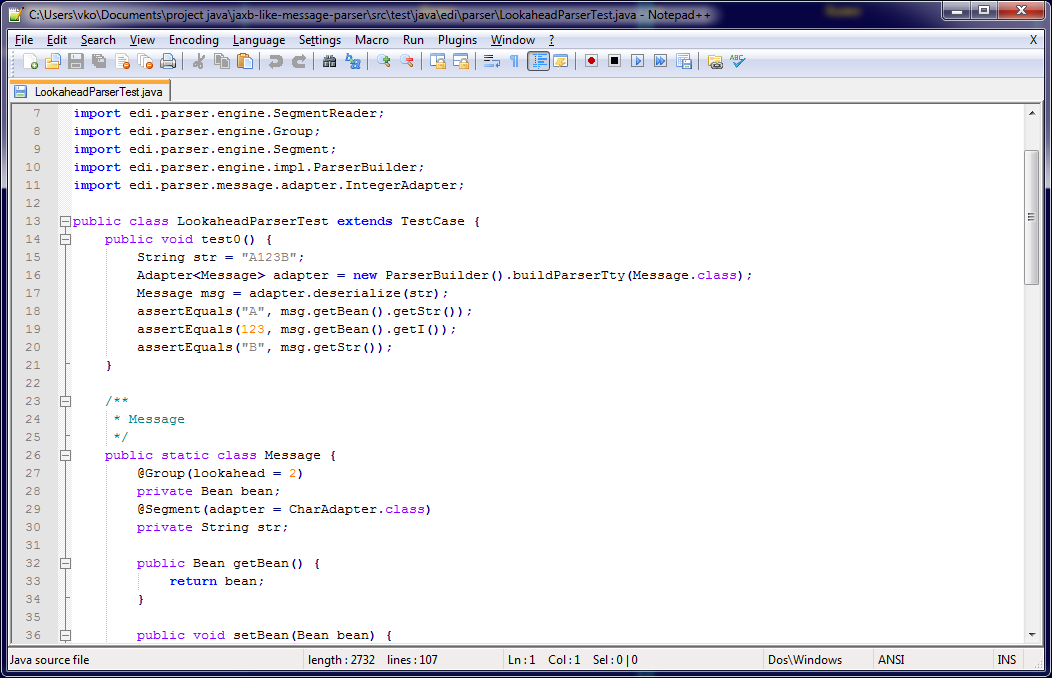 C:\Users\vko\Documents\project java\jaxb-like-message-parser\src\test\java\edi\parser\LookaheadParserTest.java - Notepad++
File Edit Search View Encoding Language Settings Macro Run Plugins Window ? X
LookaheadParserTest.java
7 import edi.parser.engine.SegmentReader;
8 import edi.parser.engine.Group;
9 import edi.parser.engine.Segment;
10 import edi.parser.engine.impl.ParserBuilder;
11 import edi.parser.message.adapter.IntegerAdapter;
12
13 public class LookaheadParserTest extends TestCase {
14 public void test0() {
15 String str = "A123B";
16 Adapter<Message> adapter = new ParserBuilder().buildParserTty(Message.class);
17 Message msg = adapter.deserialize(str);
18 assertEquals("A", msg.getBean().getStr());
19 assertEquals(123, msg.getBean().getI());
20 assertEquals("B", msg.getStr());
21 }
22
23 /**
24 * Message
25 */
26 public static class Message {
27 @Group(lookahead = 2)
28 private Bean bean;
29 @Segment(adapter = CharAdapter.class)
30 private String str;
31
32 public Bean getBean() {
33 return bean;
34 }
35
36 public void setBean(Bean bean) {
Java source file length : 2732 lines : 107 Ln : 1 Col : 1 Sel : 0 | 0 Dos\Windows ANSI INS